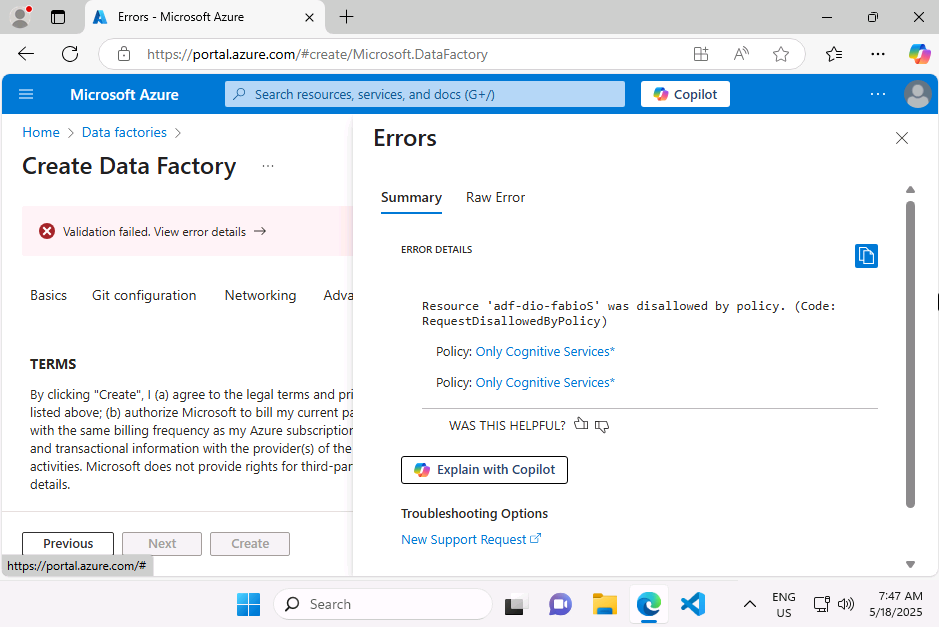 Errors - Microsoft Azure
https://portal.azure.com/#create/Microsoft.DataFactory
Microsoft Azure
Search resources, services, and docs (G+/)
Copilot
Home > Data factories >
Create Data Factory
Validation failed. View error details →
Basics Git configuration Networking Adva
TERMS
By clicking "Create", I (a) agree to the legal terms and pri
listed above; (b) authorize Microsoft to bill my current pa
with the same billing frequency as my Azure subscription
and transactional information with the provider(s) of the
activities. Microsoft does not provide rights for third-par
details.
Previous Next Create
https://portal.azure.com/#
Errors
Summary Raw Error
ERROR DETAILS
Resource 'adf-dio-fabioS' was disallowed by policy. (Code:
RequestDisallowedByPolicy)
Policy: Only Cognitive Services*
Policy: Only Cognitive Services*
WAS THIS HELPFUL?
Explain with Copilot
Troubleshooting Options
New Support Request
Search
ENG
US
7:47 AM
5/18/2025